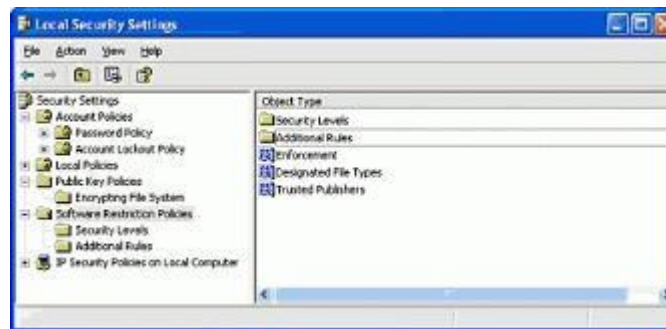 Local Security Settings
File Action View Help
Security Settings
Account Policies
Password Policy
Account Lockout Policy
Local Policies
Public Key Policies
Encrypting File System
Software Restriction Policies
Security Levels
Additional Rules
IP Security Policies on Local Computer
Object Type
Security Levels
Additional Rules
Enforcement
Designated File Types
Trusted Publishers